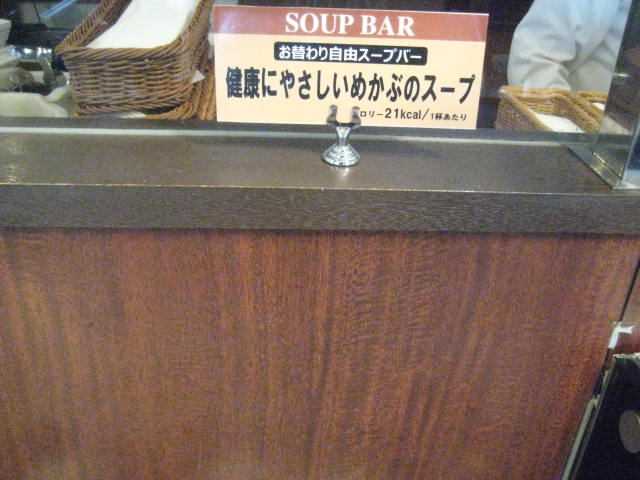 SOUP BAR
お替わり自由スープバー
健康にやさしいめかぶのスープ
ロリー21kcal/1杯あたり